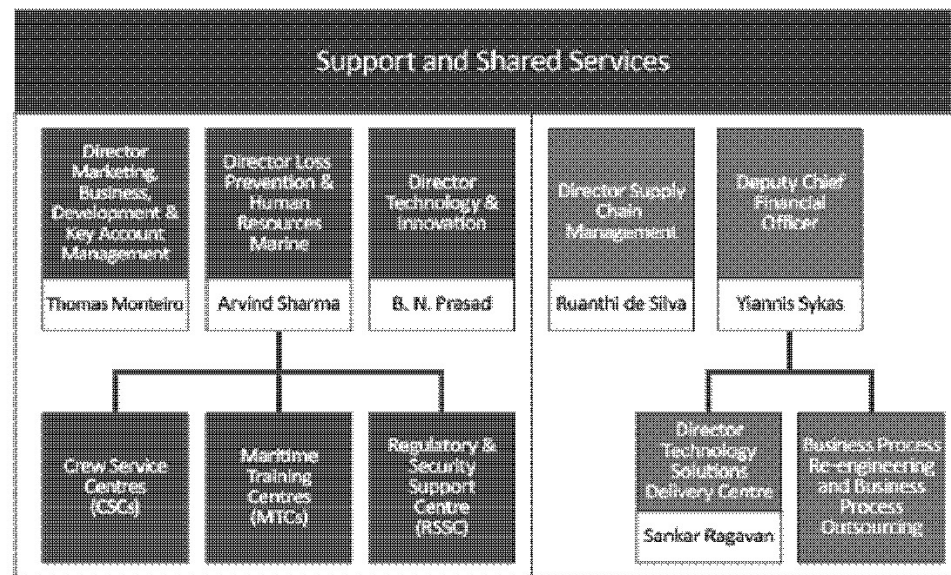 Support and Shared Services
Director
Marketing,
Business,
Development &
Key Account
Management
Thomas Monteiro
Director Loss
Prevention &
Human
Resources
Marine
Arvind Sharma
Director
Technology &
Innovation
B. N. Prasad
Director Supply
Chain
Management
Ruanthi de Silva
Deputy Chief
Financial
Officer
Yiannis Sykas
Crew Service
Centres
(CSCs)
Maritime
Training
Centres
(MTCs)
Regulatory &
Security
Support
Centre
(RSSC)
Director
Technology
Solutions
Delivery Centre
Sankar Ragavan
Business Process
Re-engineering
and Business
Process
Outsourcing